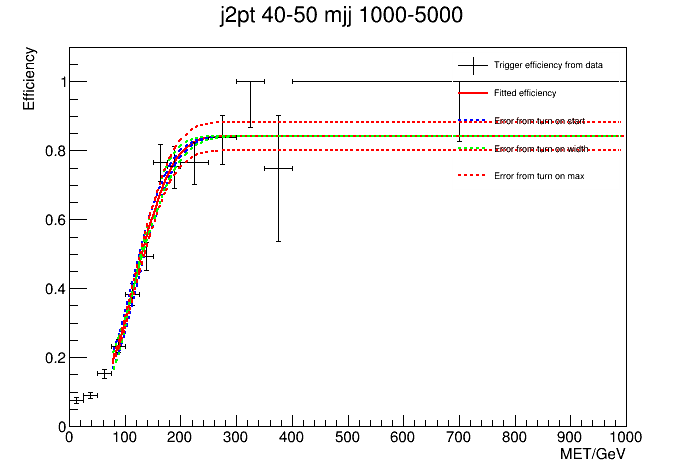 j2pt 40-50 mjj 1000-5000
Efficiency
1
0.8
0.6
0.4
0.2
0
Trigger efficiency from data
Fitted efficiency
Error from turn on start
Error from turn on width
Error from turn on max
0 100 200 300 400 500 600 700 800 900 1000
MET/GeV